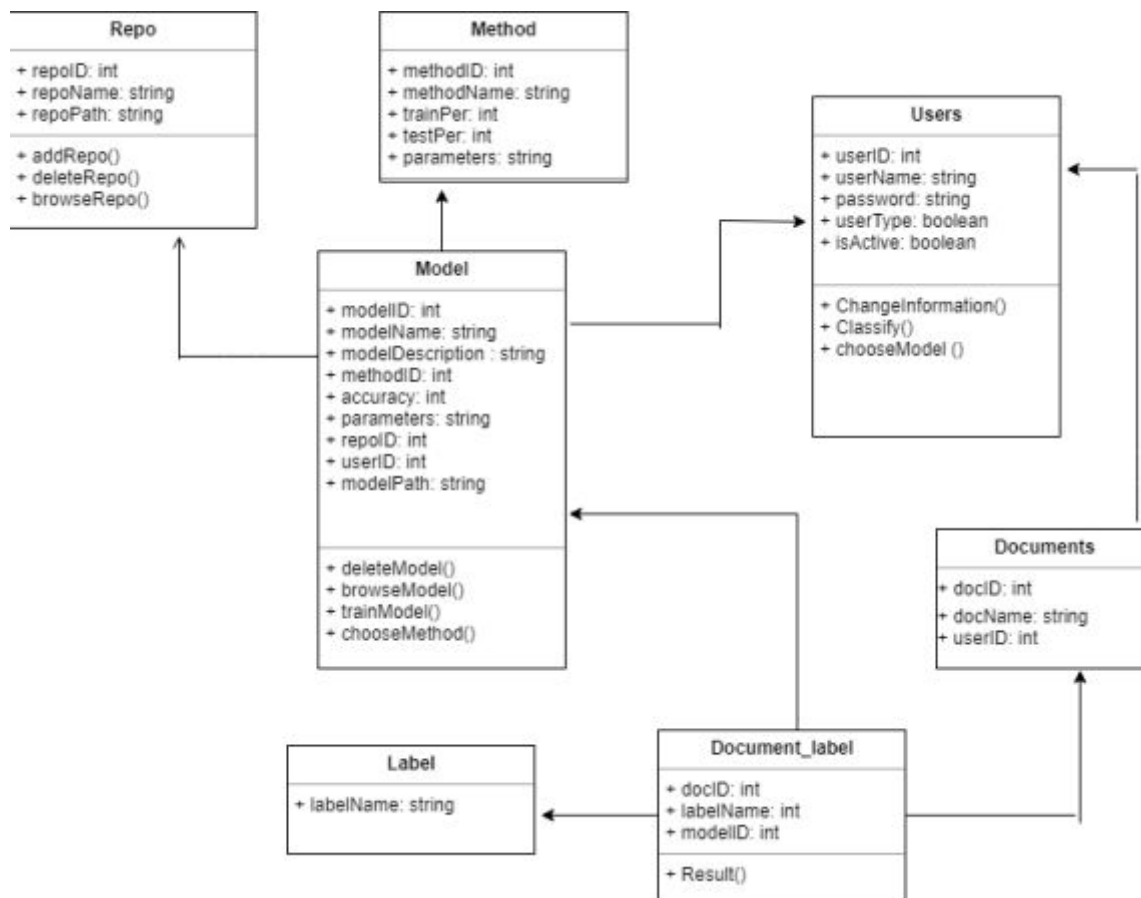 Repo
+ repoID: int
+ repoName: string
+ repoPath: string
+ addRepo()
+ deleteRepo()
+ browseRepo()
Method
+ methodID: int
+ methodName: string
+ trainPer: int
+ testPer: int
+ parameters: string
Users
+ userID: int
+ userName: string
+ password: string
+ userType: boolean
+ isActive: boolean
+ ChangeInformation()
+ Classify()
+ chooseModel ()
Model
+ modelID: int
+ modelName: string
+ modelDescription : string
+ methodID: int
+ accuracy: int
+ parameters: string
+ repoID: int
+ userID: int
+ modelPath: string
+ deleteModel()
+ browseModel()
+ trainModel()
+ chooseMethod()
Documents
+ docID: int
+ docName: string
+ userID: int
Label
+ labelName: string
Document_label
+ docID: int
+ labelName: int
+ modelID: int
+ Result()